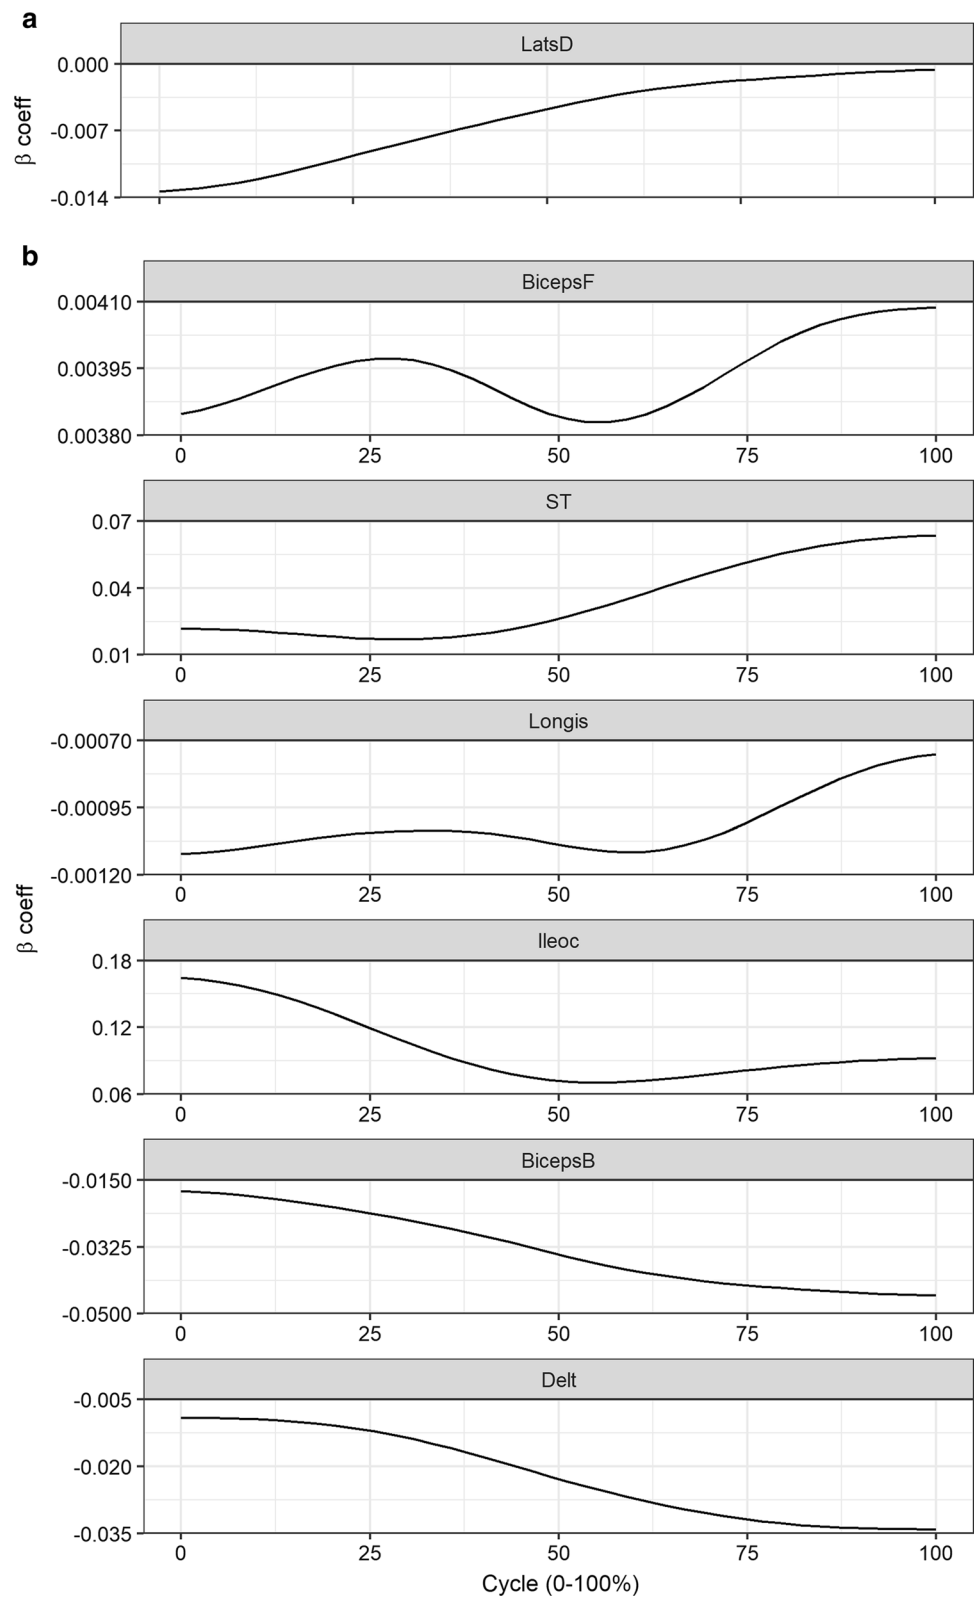 a
LatsD
0.000
-0.007
-0.014
β coeff
b
BicepsF
0.00410
0.00395
0.00380
0 25 50 75 100
ST
0.07
0.04
0.01
0 25 50 75 100
Longis
-0.00070
-0.00095
-0.00120
0 25 50 75 100
β coeff
Ileoc
0.18
0.12
0.06
0 25 50 75 100
BicepsB
-0.0150
-0.0325
-0.0500
0 25 50 75 100
Delt
-0.005
-0.020
-0.035
0 25 50 75 100
Cycle (0-100%)